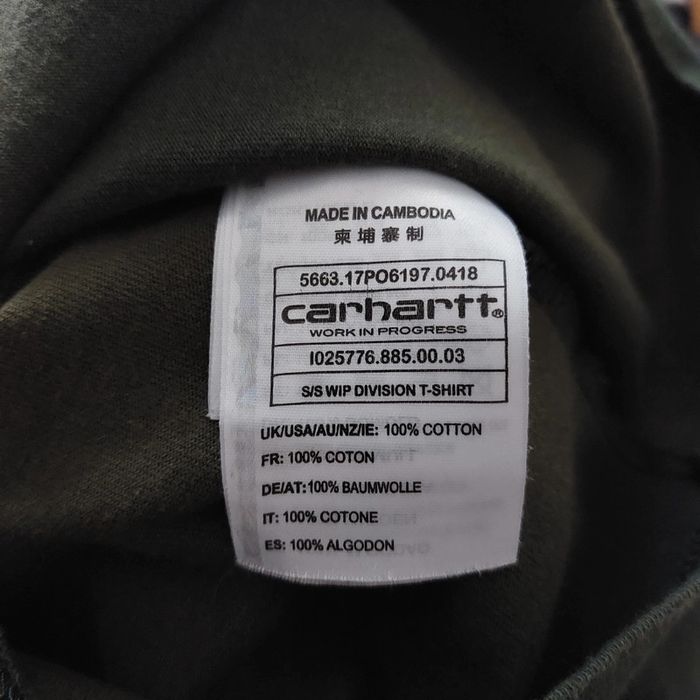 MADE IN CAMBODIA
柬埔寨制
5663.17PO6197.0418
carhartt®
WORK IN PROGRESS
I025776.885.00.03
S/S WIP DIVISION T-SHIRT
UK/USA/AU/NZ/IE: 100% COTTON
FR: 100% COTON
DE/AT:100% BAUMWOLLE
IT: 100% COTONE
ES: 100% ALGODON